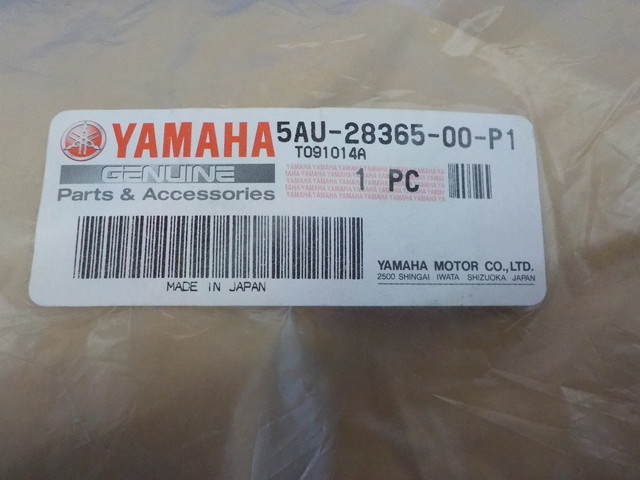 YAMAHA 5AU-28365-00-P1
T091014A
GENUINE
Parts & Accessories
1 PC
MADE IN JAPAN
YAMAHA MOTOR CO.,LTD.
2500 SHINGAI IWATA SHIZUOKA JAPAN